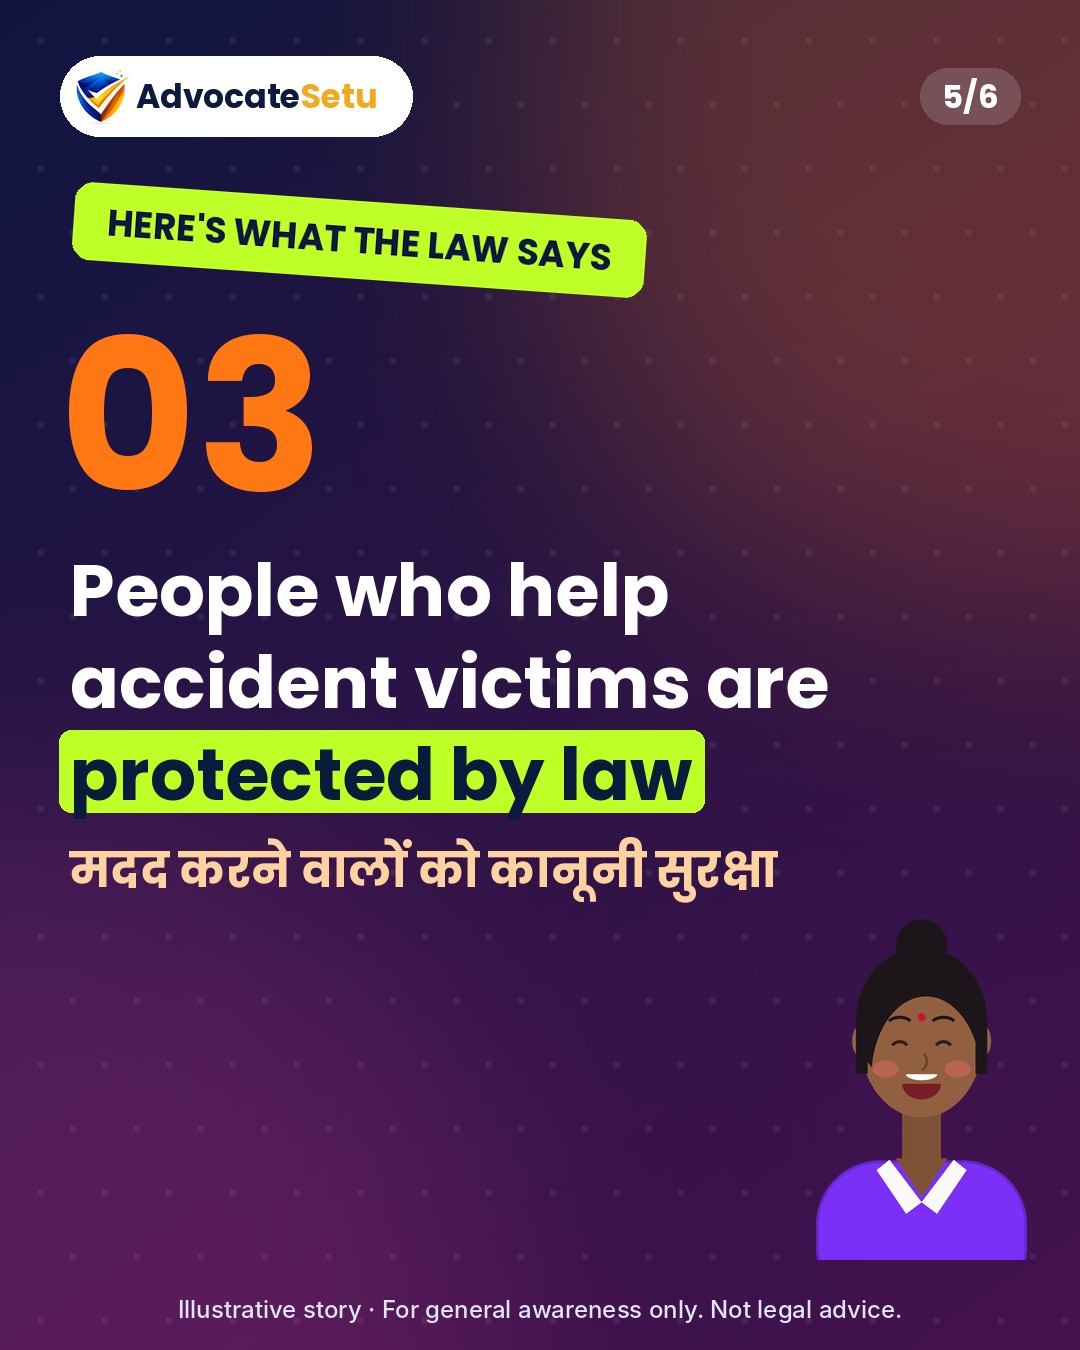 AdvocateSetu
5/6
HERE'S WHAT THE LAW SAYS
03
People who help
accident victims are
protected by law
मदद करने वालों को कानूनी सुरक्षा
Illustrative story · For general awareness only. Not legal advice.